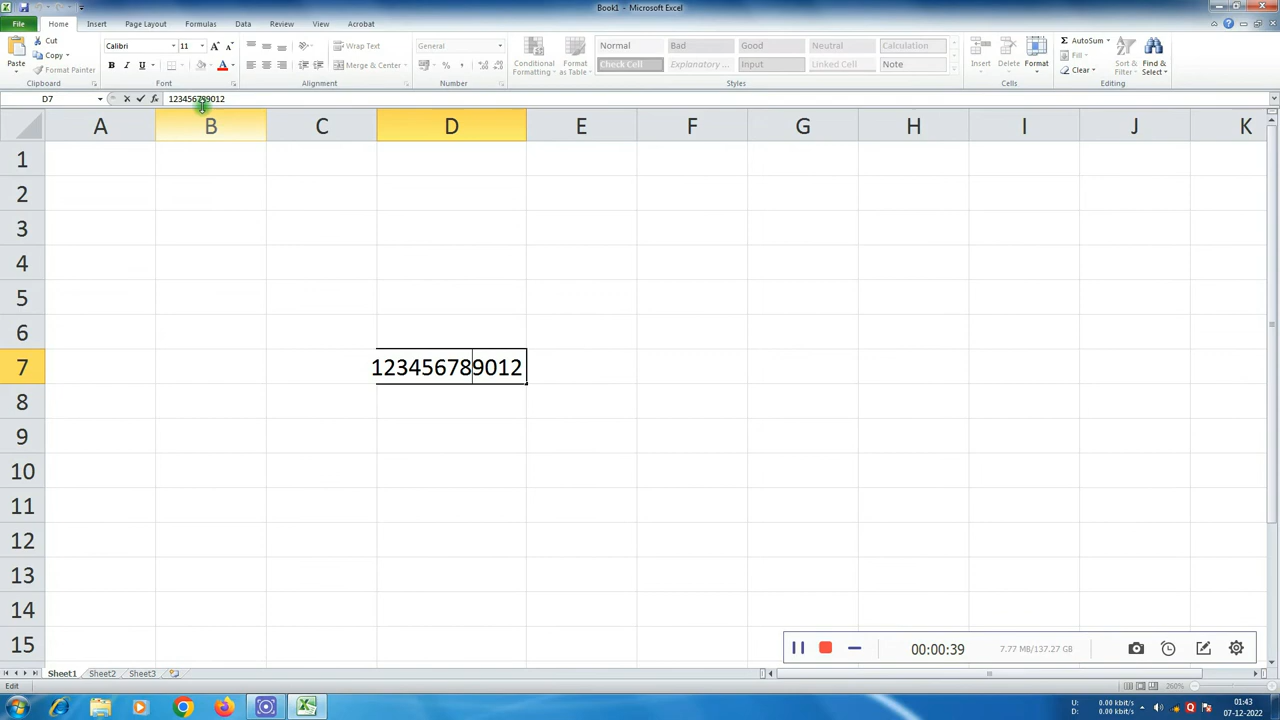 Book1 - Microsoft Excel
File Home Insert Page Layout Formulas Data Review View Acrobat
Paste
Cut
Copy
Format Painter
Calibri 11
B I U
Wrap Text
Merge & Center
General
% ,
Conditional Formatting
Format as Table
Normal Bad Good Neutral Calculation
Check Cell Explanatory ... Input Linked Cell Note
Insert Delete Format
AutoSum
Fill
Clear
Sort & Filter
Find & Select
Clipboard Font Alignment Number Styles Cells Editing
D7 fx 123456789012
A B C D E F G H I J K
1
2
3
4
5
6
7 123456789012
8
9
10
11
12
13
14
15
00:00:39 7.77 MB/137.27 GB
Sheet1 Sheet2 Sheet3
Edit 260%
U: 0.00 kbit/s
D: 0.00 kbit/s
01:43
07-12-2022